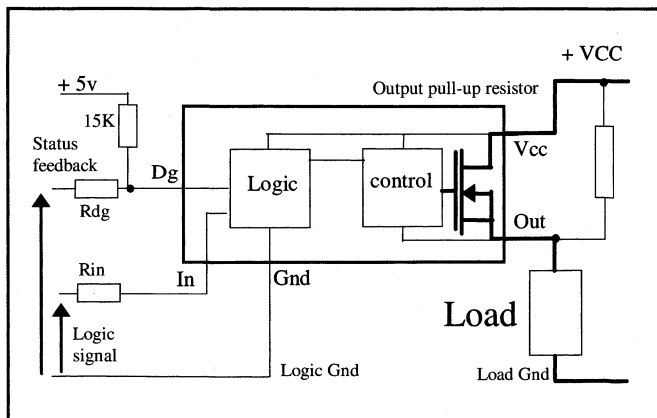 + VCC
+ 5v
Output pull-up resistor
15K
Status
feedback
Vcc
Dg
Logic
control
Rdg
Out
Rin
In
Gnd
Load
Logic
signal
Logic Gnd
Load Gnd